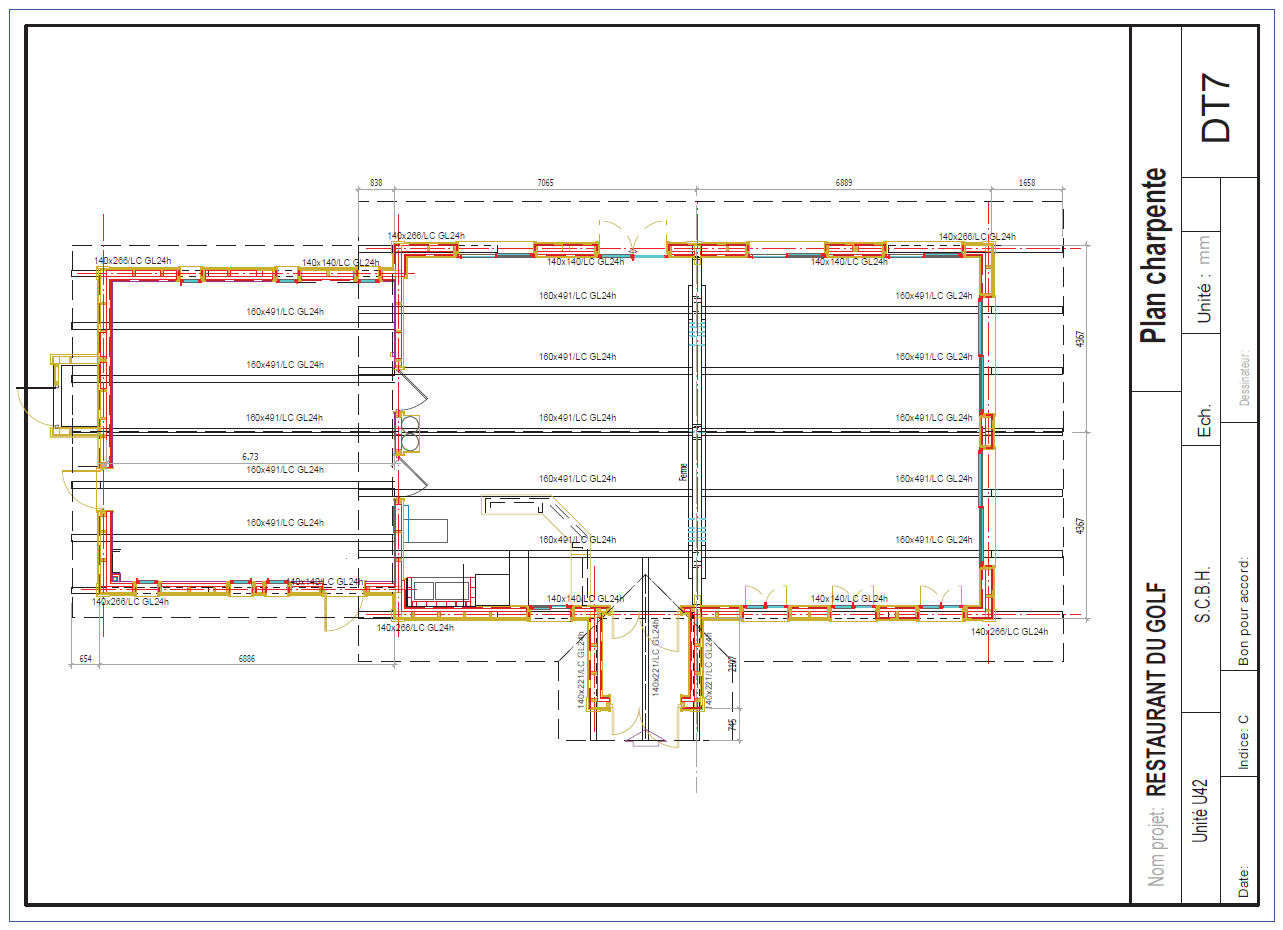 838
7065
6889
1658
140x266/LC GL24h
140x266/LC GL24h
140x266/LC GL24h
140x140/LC GL24h
140x140/LC GL24h
140x140/LC GL24h
160x491/LC GL24h
160x491/LC GL24h
160x491/LC GL24h
4367
160x491/LC GL24h
160x491/LC GL24h
160x491/LC GL24h
160x491/LC GL24h
160x491/LC GL24h
160x491/LC GL24h
6.73
160x491/LC GL24h
Ferme
160x491/LC GL24h
160x491/LC GL24h
160x491/LC GL24h
4367
160x491/LC GL24h
160x491/LC GL24h
140x140/LC GL24h
140x266/LC GL24h
140x140/LC GL24h
140x140/LC GL24h
140x266/LC GL24h
140x266/LC GL24h
654
6886
140x221/LC GL24h
140x221/LC GL24h
140x221/LC GL24h
2107
745
Nom projet: RESTAURANT DU GOLF
Plan charpente
Unité U42
S.C.B.H.
Ech.
Unité : mm
DT7
Date:
Indice: C
Bon pour accord:
Dessinateur: